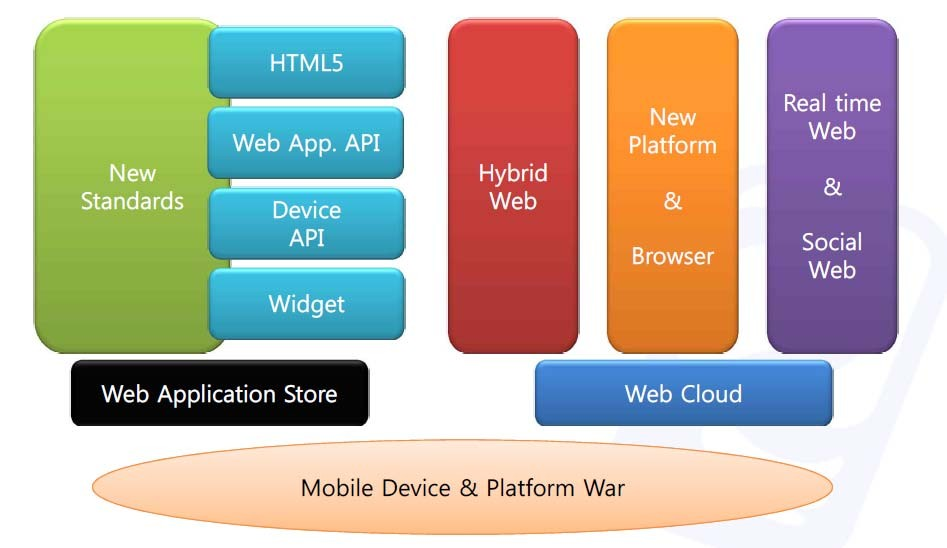 New
Standards
HTML5
Web App. API
Device
API
Widget
Hybrid
Web
New
Platform
&
Browser
Real time
Web
&
Social
Web
Web Application Store
Web Cloud
Mobile Device & Platform War